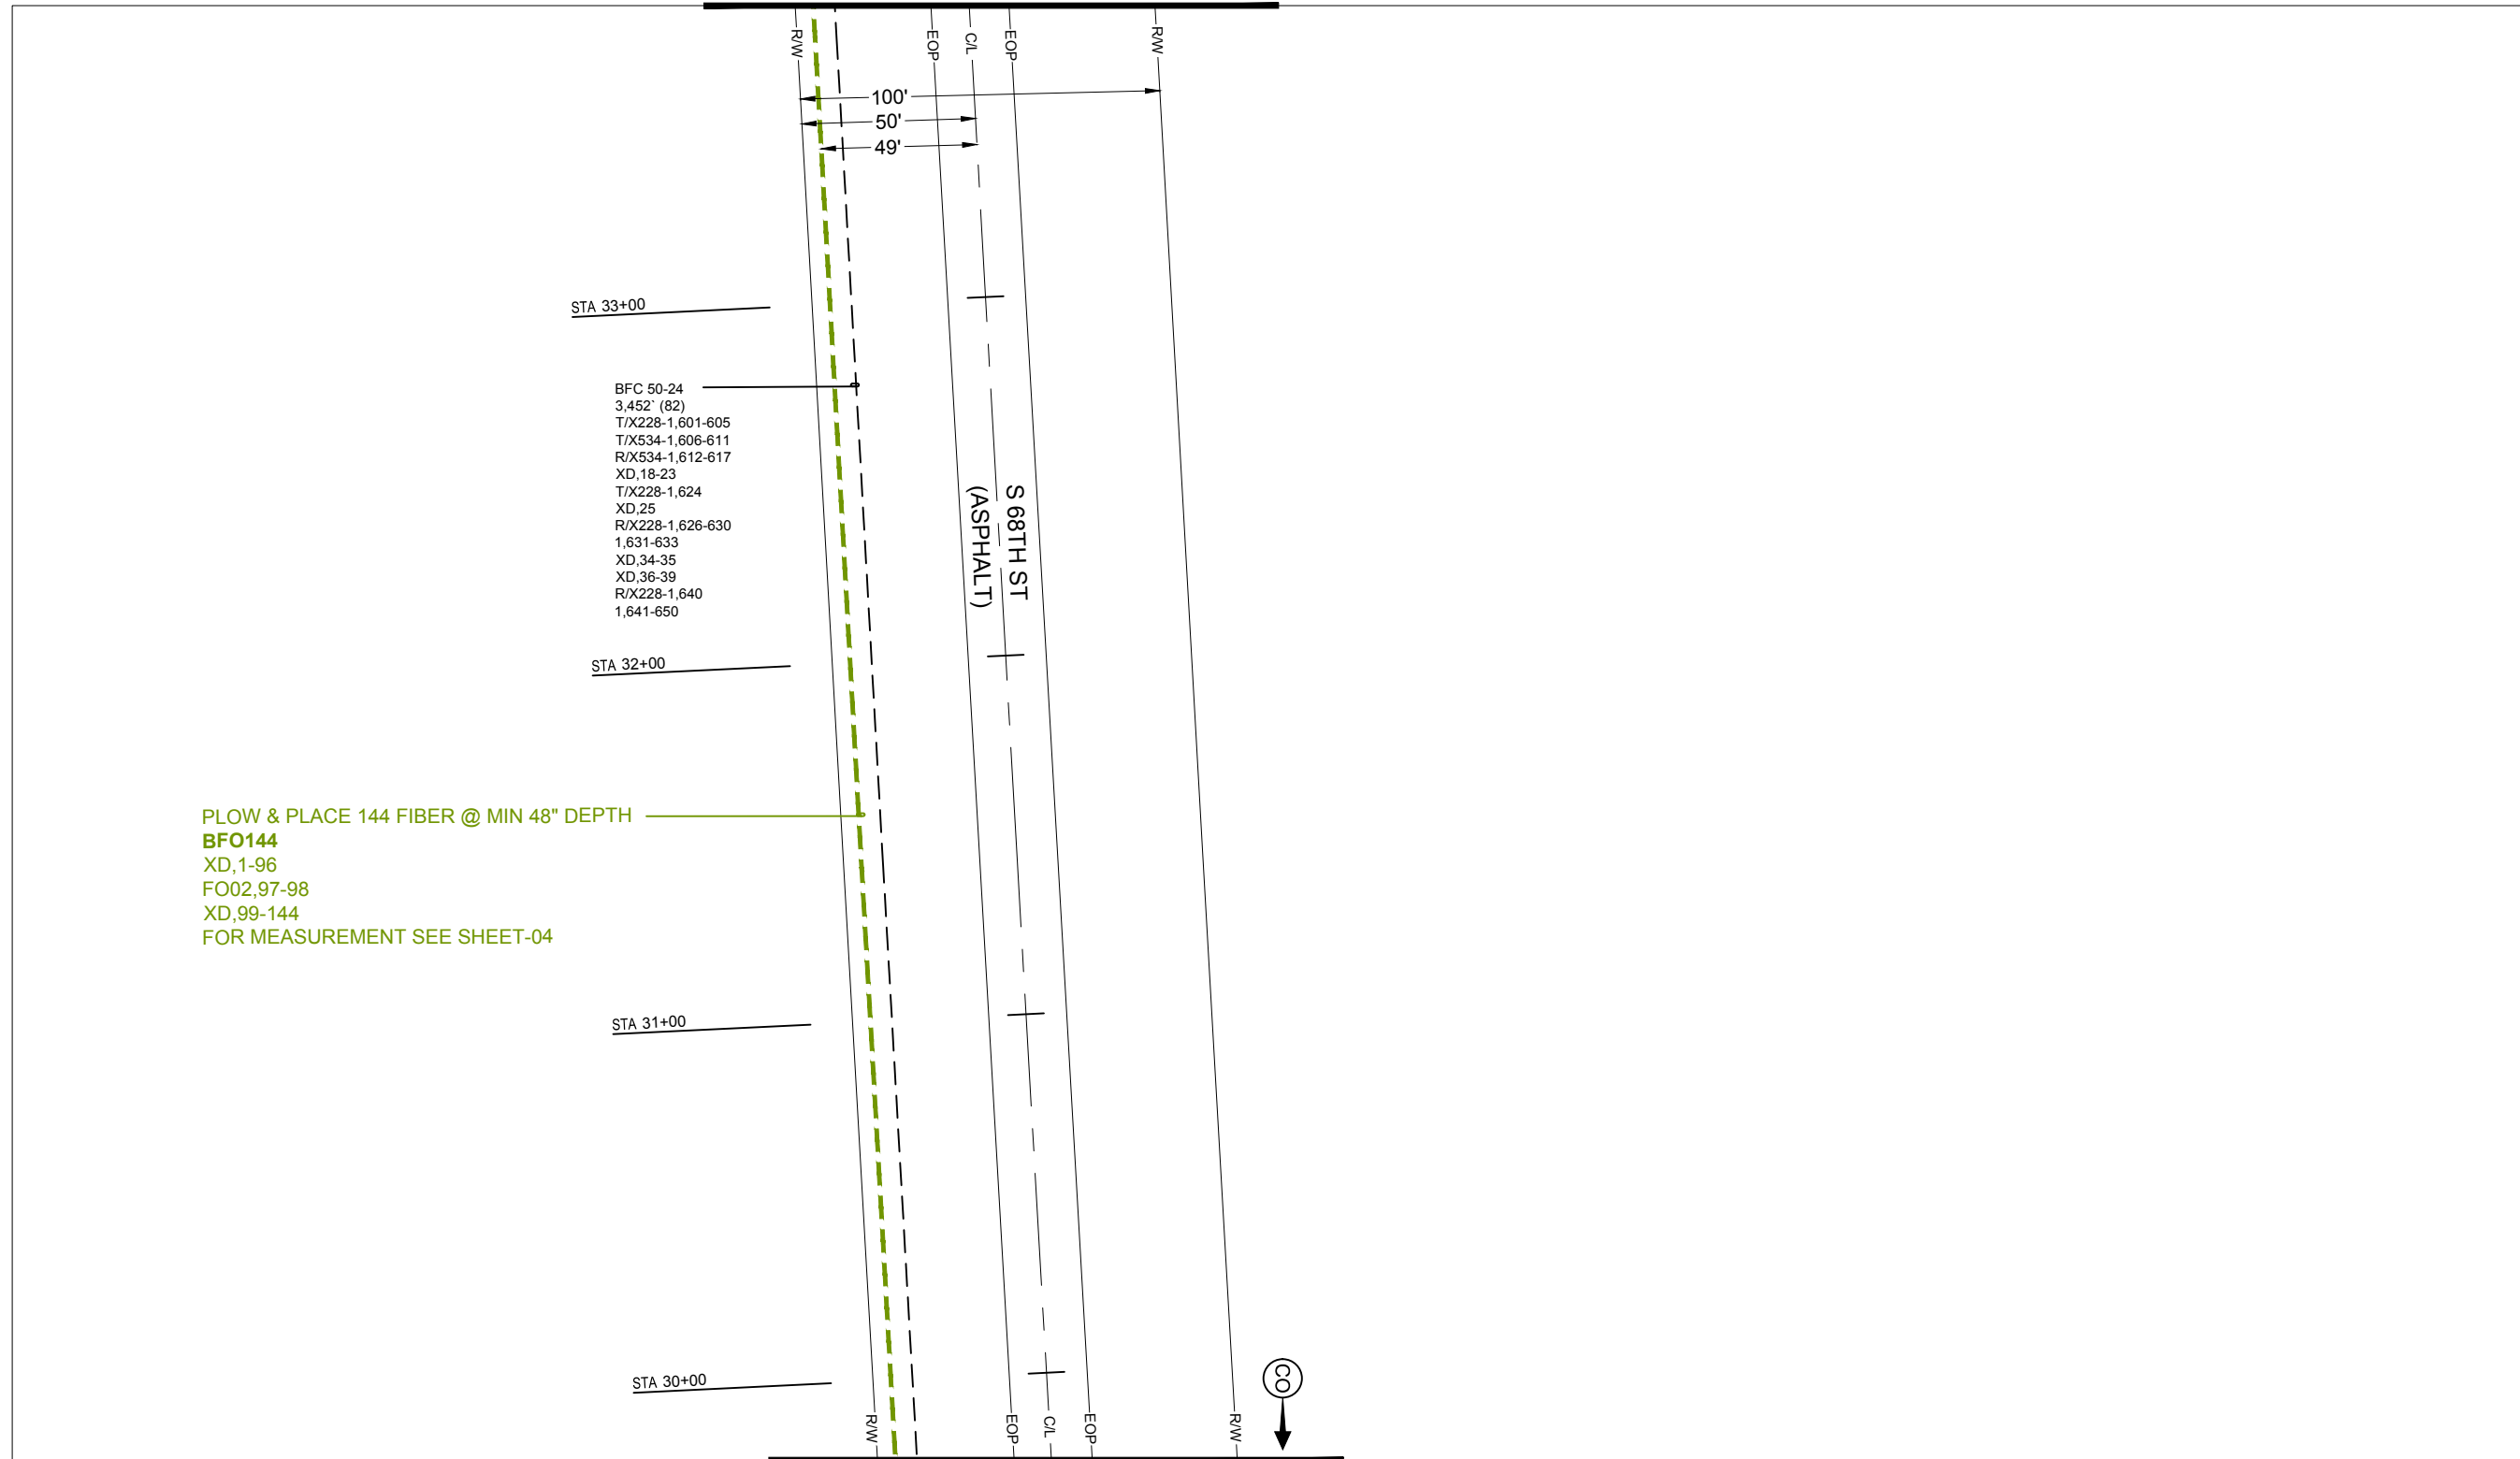 R/W
EOP
C/L
EOP
R/W
100'
50'
49'
STA 33+00
BFC 50-24
3,452` (82)
T/X228-1,601-605
T/X534-1,606-611
R/X534-1,612-617
XD,18-23
T/X228-1,624
XD,25
R/X228-1,626-630
1,631-633
XD,34-35
XD,36-39
R/X228-1,640
1,641-650
S 68TH ST
(ASPHALT)
STA 32+00
PLOW & PLACE 144 FIBER @ MIN 48" DEPTH
BFO144
XD,1-96
FO02,97-98
XD,99-144
FOR MEASUREMENT SEE SHEET-04
STA 31+00
STA 30+00
CO
R/W
EOP
C/L
EOP
R/W